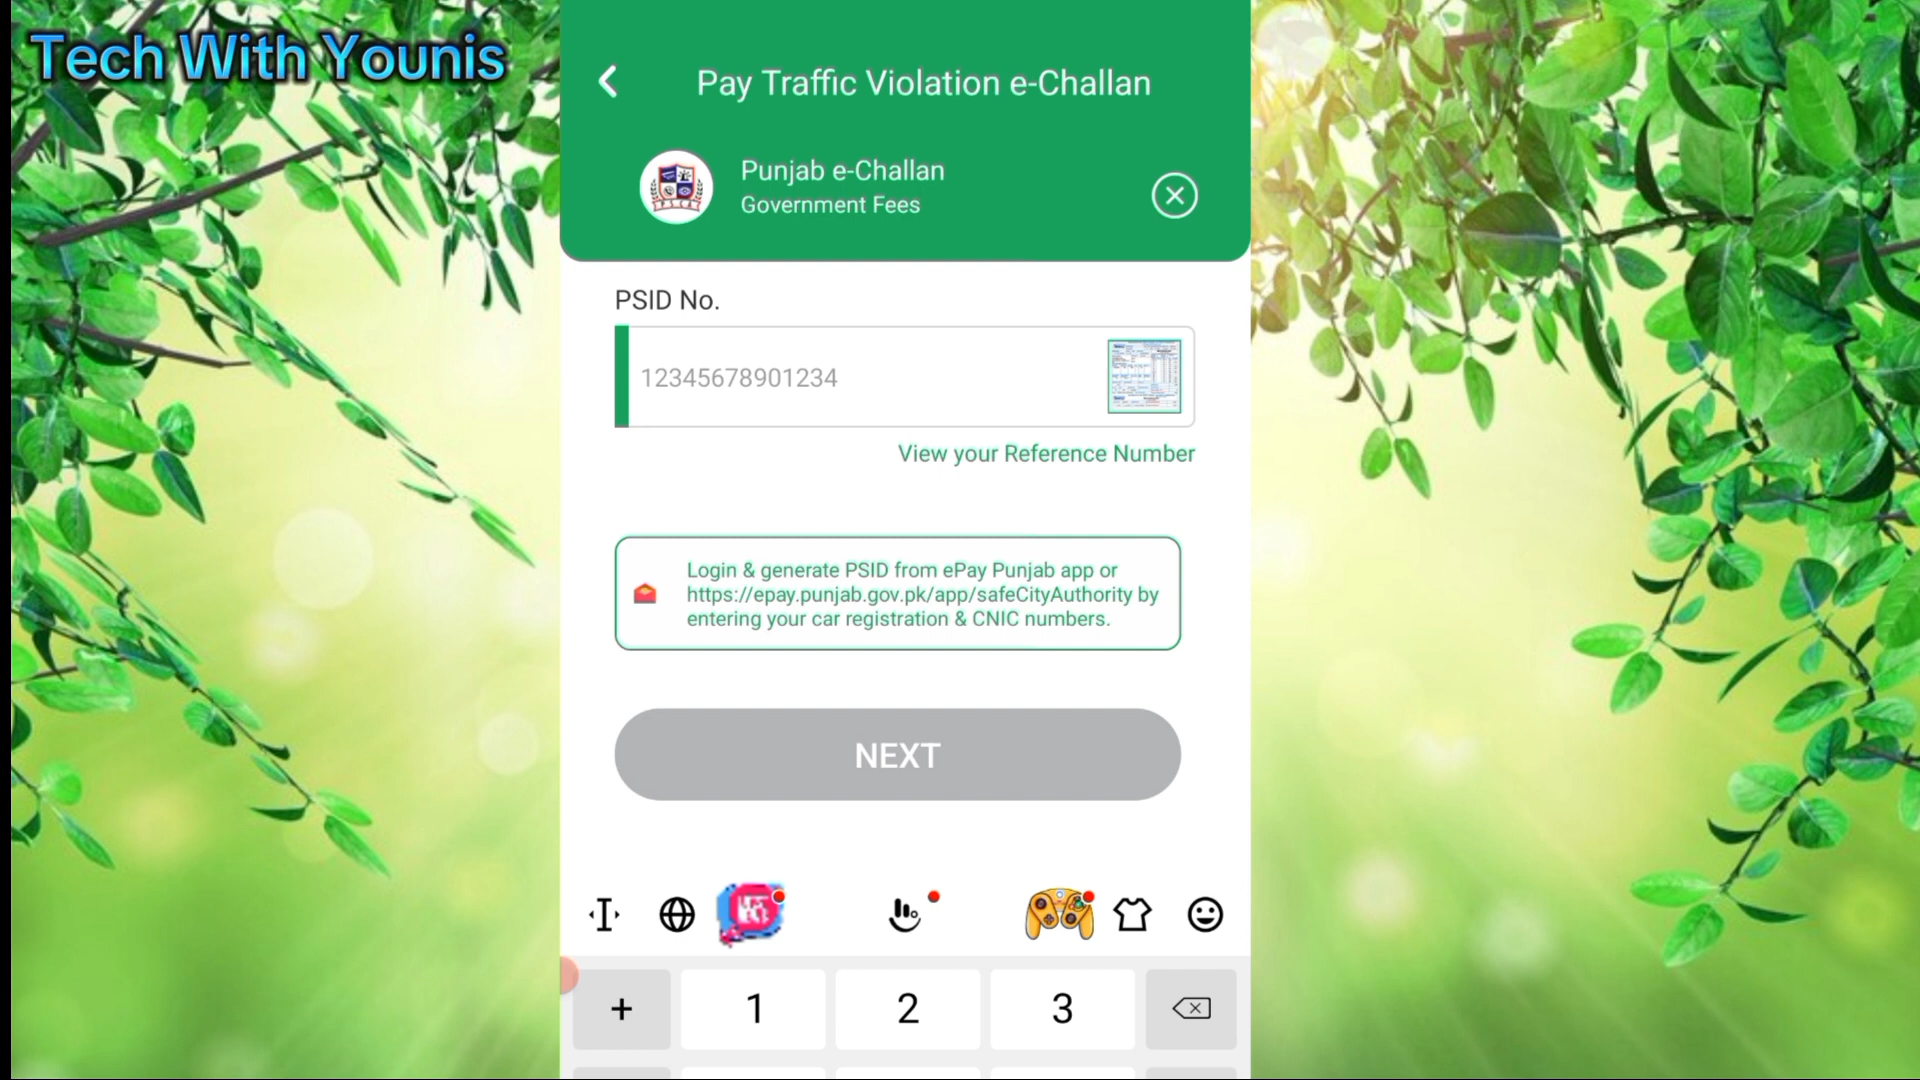 Tech With Younis
Pay Traffic Violation e-Challan
Punjab e-Challan
Government Fees
PSID No.
12345678901234
View your Reference Number
Login & generate PSID from ePay Punjab app or
https://epay.punjab.gov.pk/app/safeCityAuthority by
entering your car registration & CNIC numbers.
NEXT
+ 1 2 3